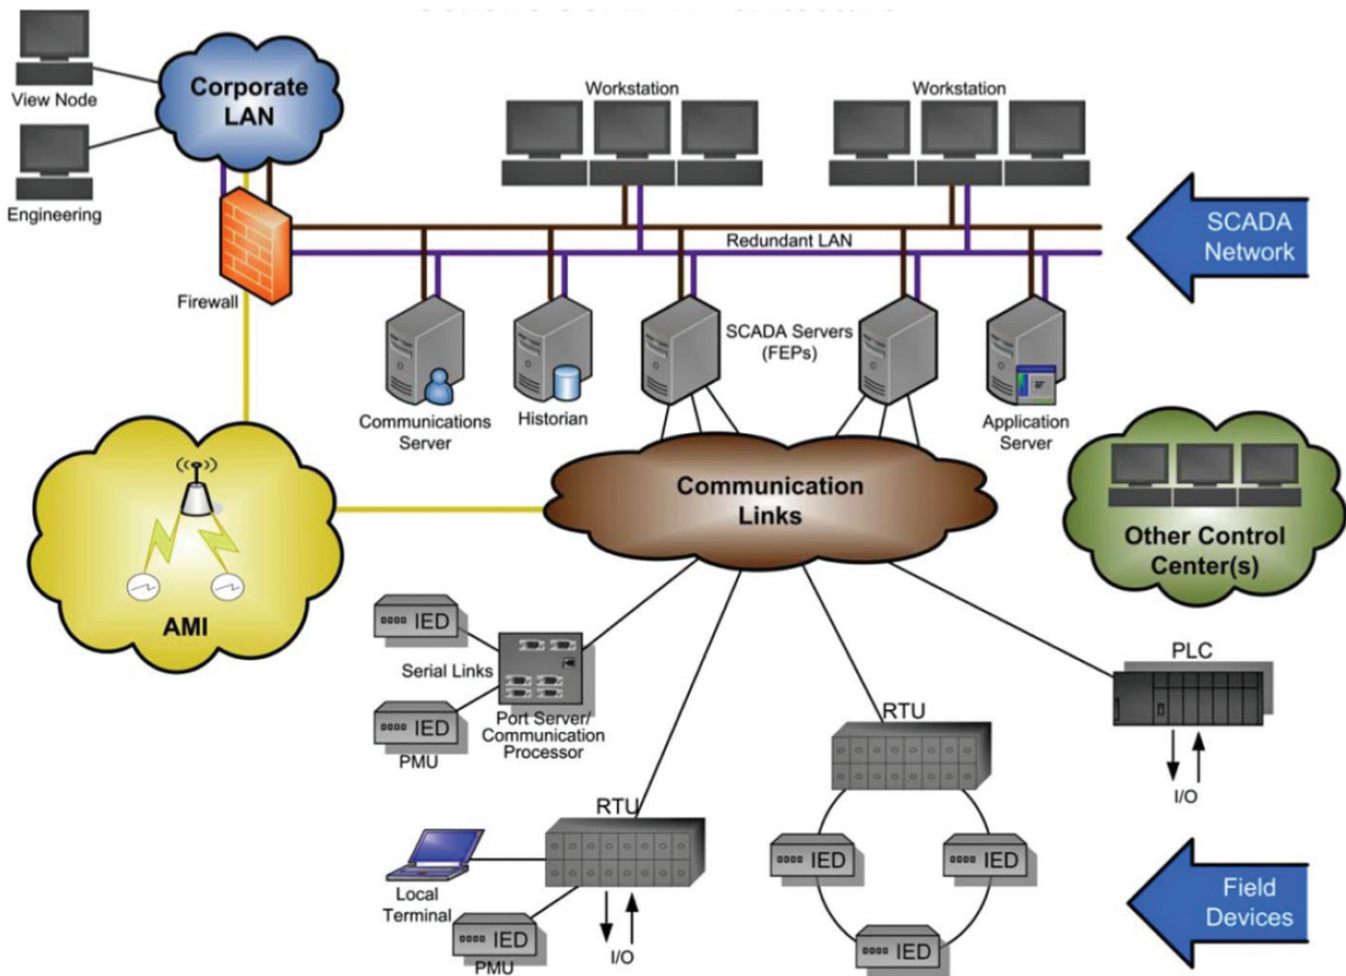 View Node
Engineering
Corporate
LAN
Firewall
Workstation
Workstation
Redundant LAN
SCADA
Network
Communications
Server
Historian
SCADA Servers
(FEPs)
Application
Server
AMI
Communication
Links
Other Control
Center(s)
IED
Serial Links
IED
PMU
Port Server/
Communication
Processor
RTU
Local
Terminal
IED
PMU
I/O
RTU
IED
IED
IED
PLC
I/O
Field
Devices